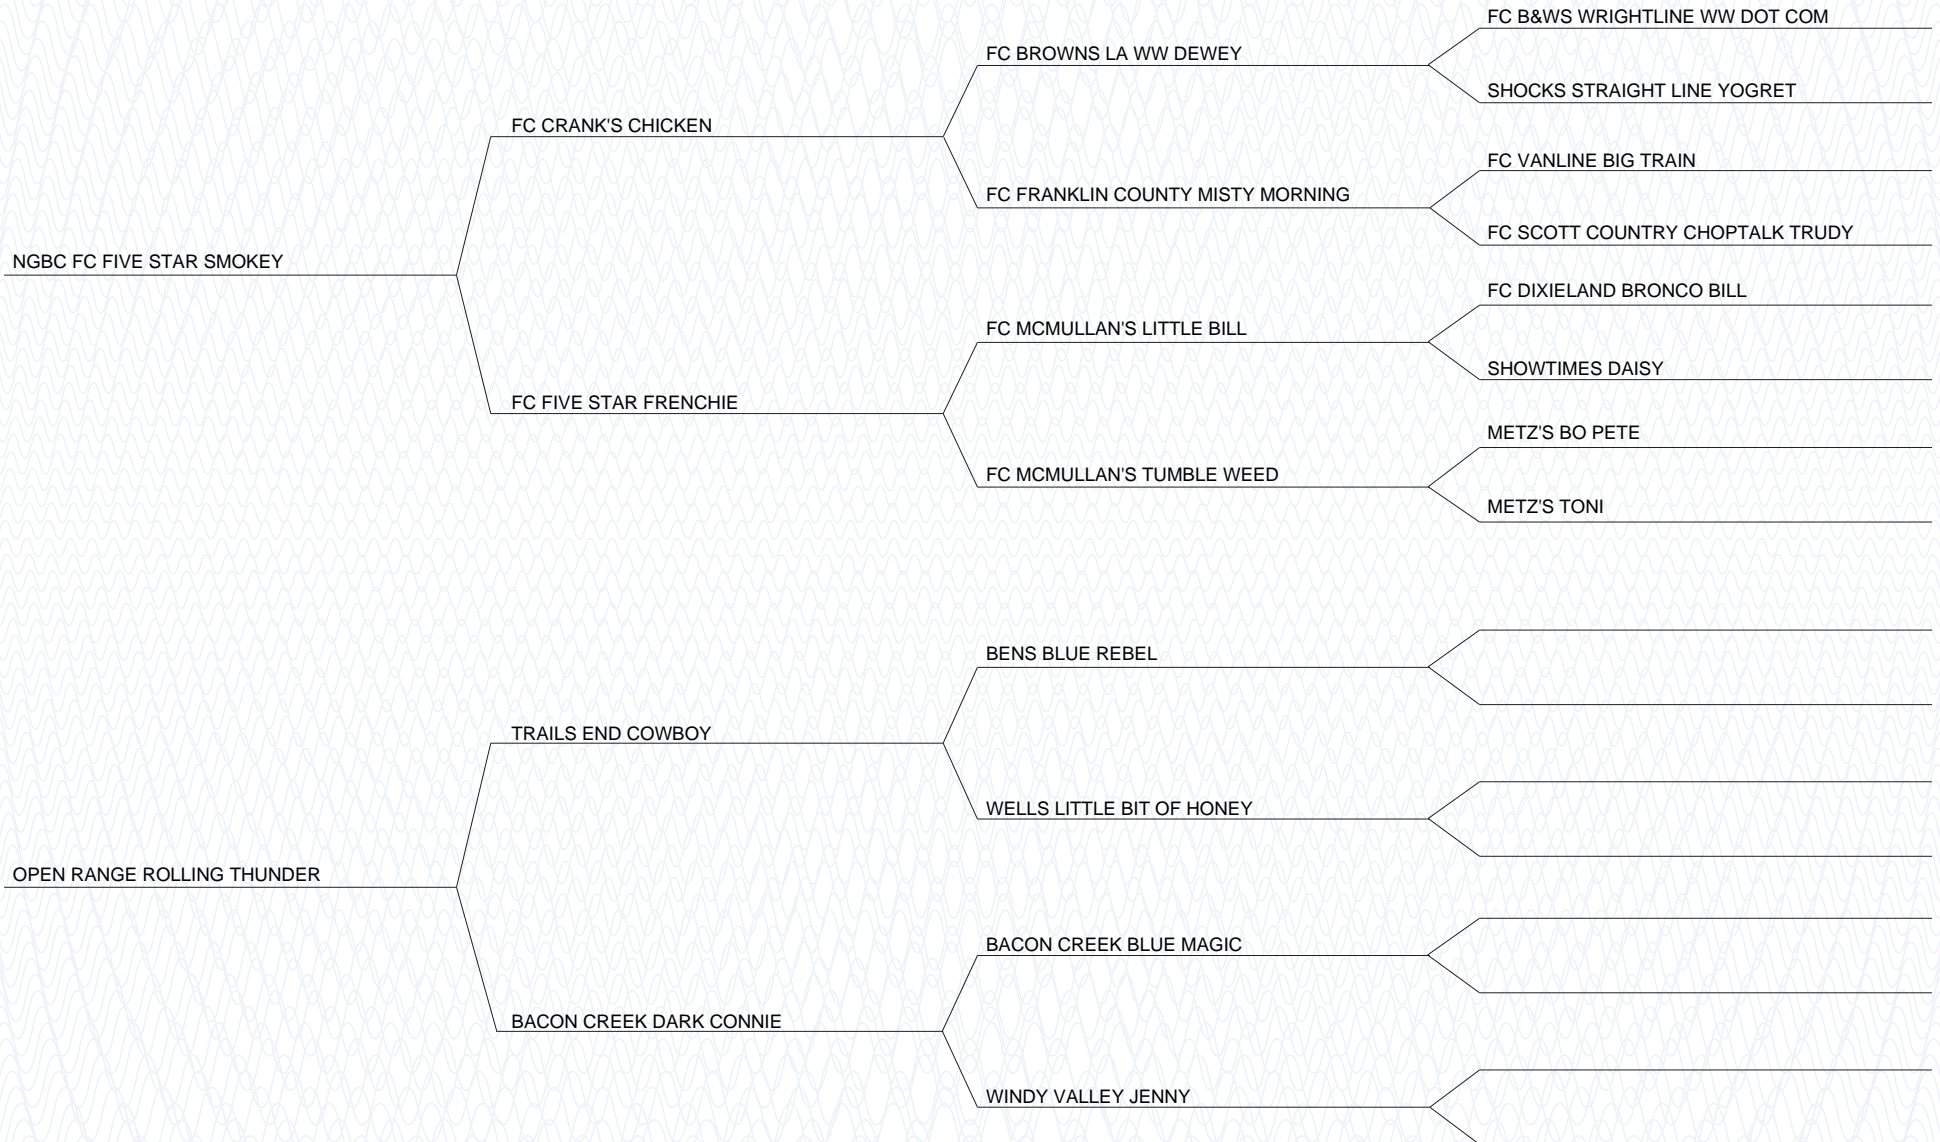 FC B&WS WRIGHTLINE WW DOT COM
FC BROWNS LA WW DEWEY
SHOCKS STRAIGHT LINE YOGRET
FC CRANK'S CHICKEN
FC VANLINE BIG TRAIN
FC FRANKLIN COUNTY MISTY MORNING
FC SCOTT COUNTRY CHOPTALK TRUDY
NGBC FC FIVE STAR SMOKEY
FC DIXIELAND BRONCO BILL
FC MCMULLAN'S LITTLE BILL
SHOWTIMES DAISY
FC FIVE STAR FRENCHIE
METZ'S BO PETE
FC MCMULLAN'S TUMBLE WEED
METZ'S TONI
BENS BLUE REBEL
TRAILS END COWBOY
WELLS LITTLE BIT OF HONEY
OPEN RANGE ROLLING THUNDER
BACON CREEK BLUE MAGIC
BACON CREEK DARK CONNIE
WINDY VALLEY JENNY